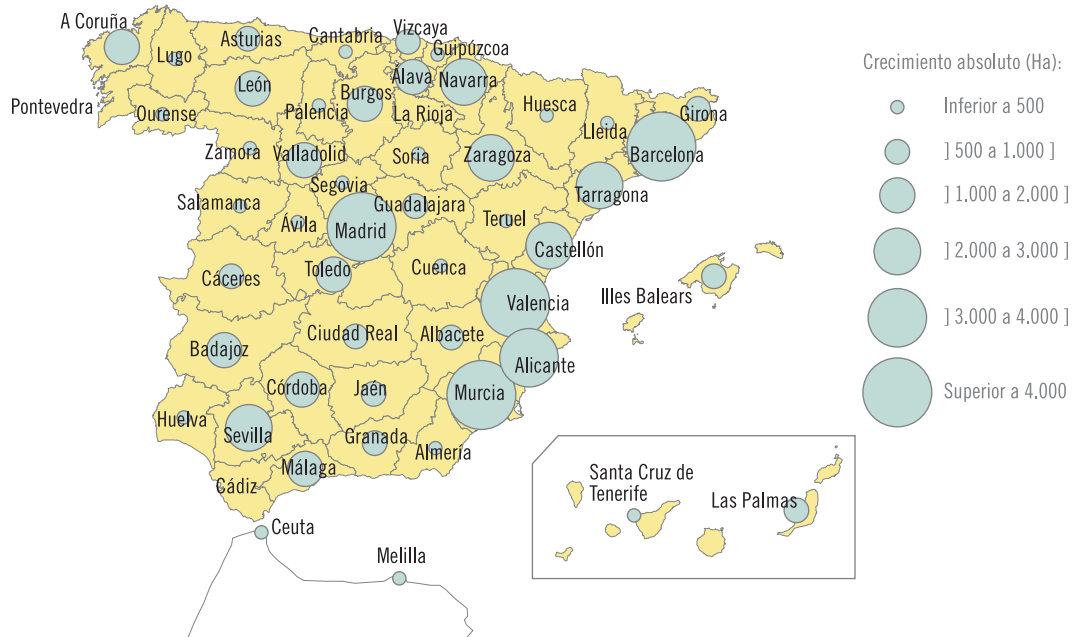 A Coruña
Lugo
Asturias
Cantabria
Vizcaya
Guipúzcoa
Pontevedra
Ourense
León
Palencia
Burgos
Álava
Navarra
La Rioja
Huesca
Lleida
Girona
Barcelona
Zamora
Valladolid
Soria
Zaragoza
Tarragona
Segovia
Salamanca
Ávila
Madrid
Guadalajara
Teruel
Castellón
Cáceres
Toledo
Cuenca
Valencia
Illes Balears
Badajoz
Ciudad Real
Albacete
Alicante
Córdoba
Jaén
Murcia
Huelva
Sevilla
Granada
Almería
Málaga
Cádiz
Ceuta
Melilla
Santa Cruz de
Tenerife
Las Palmas
Crecimiento absoluto (Ha):
Inferior a 500
] 500 a 1.000 ]
] 1.000 a 2.000 ]
] 2.000 a 3.000 ]
] 3.000 a 4.000 ]
Superior a 4.000